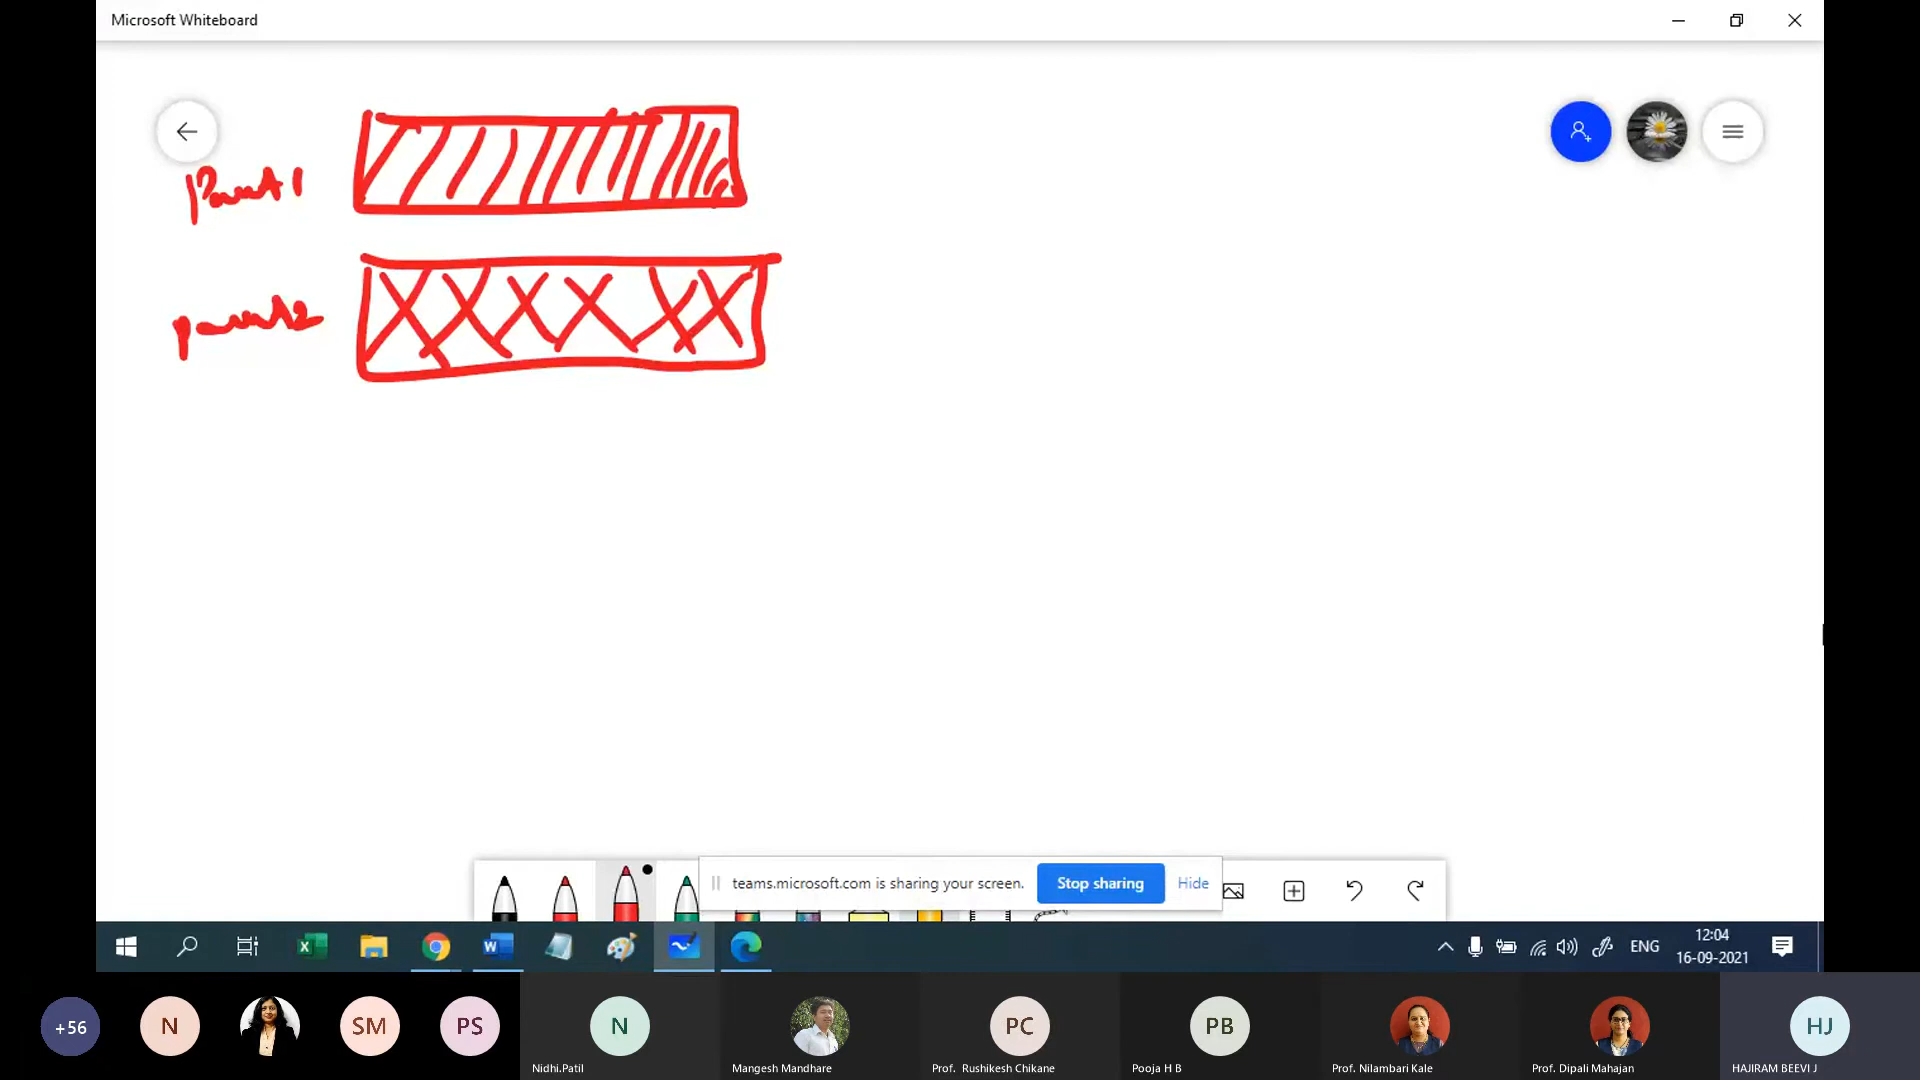 Microsoft Whiteboard
Parent 1
parent 2
teams.microsoft.com is sharing your screen.
Stop sharing
Hide
ENG
12:04
16-09-2021
+56
N
SM
PS
N
PC
PB
HJ
Nidhi.Patil
Mangesh Mandhare
Prof. Rushikesh Chikane
Pooja H B
Prof. Nilambari Kale
Prof. Dipali Mahajan
HAJIRAM BEEVI J